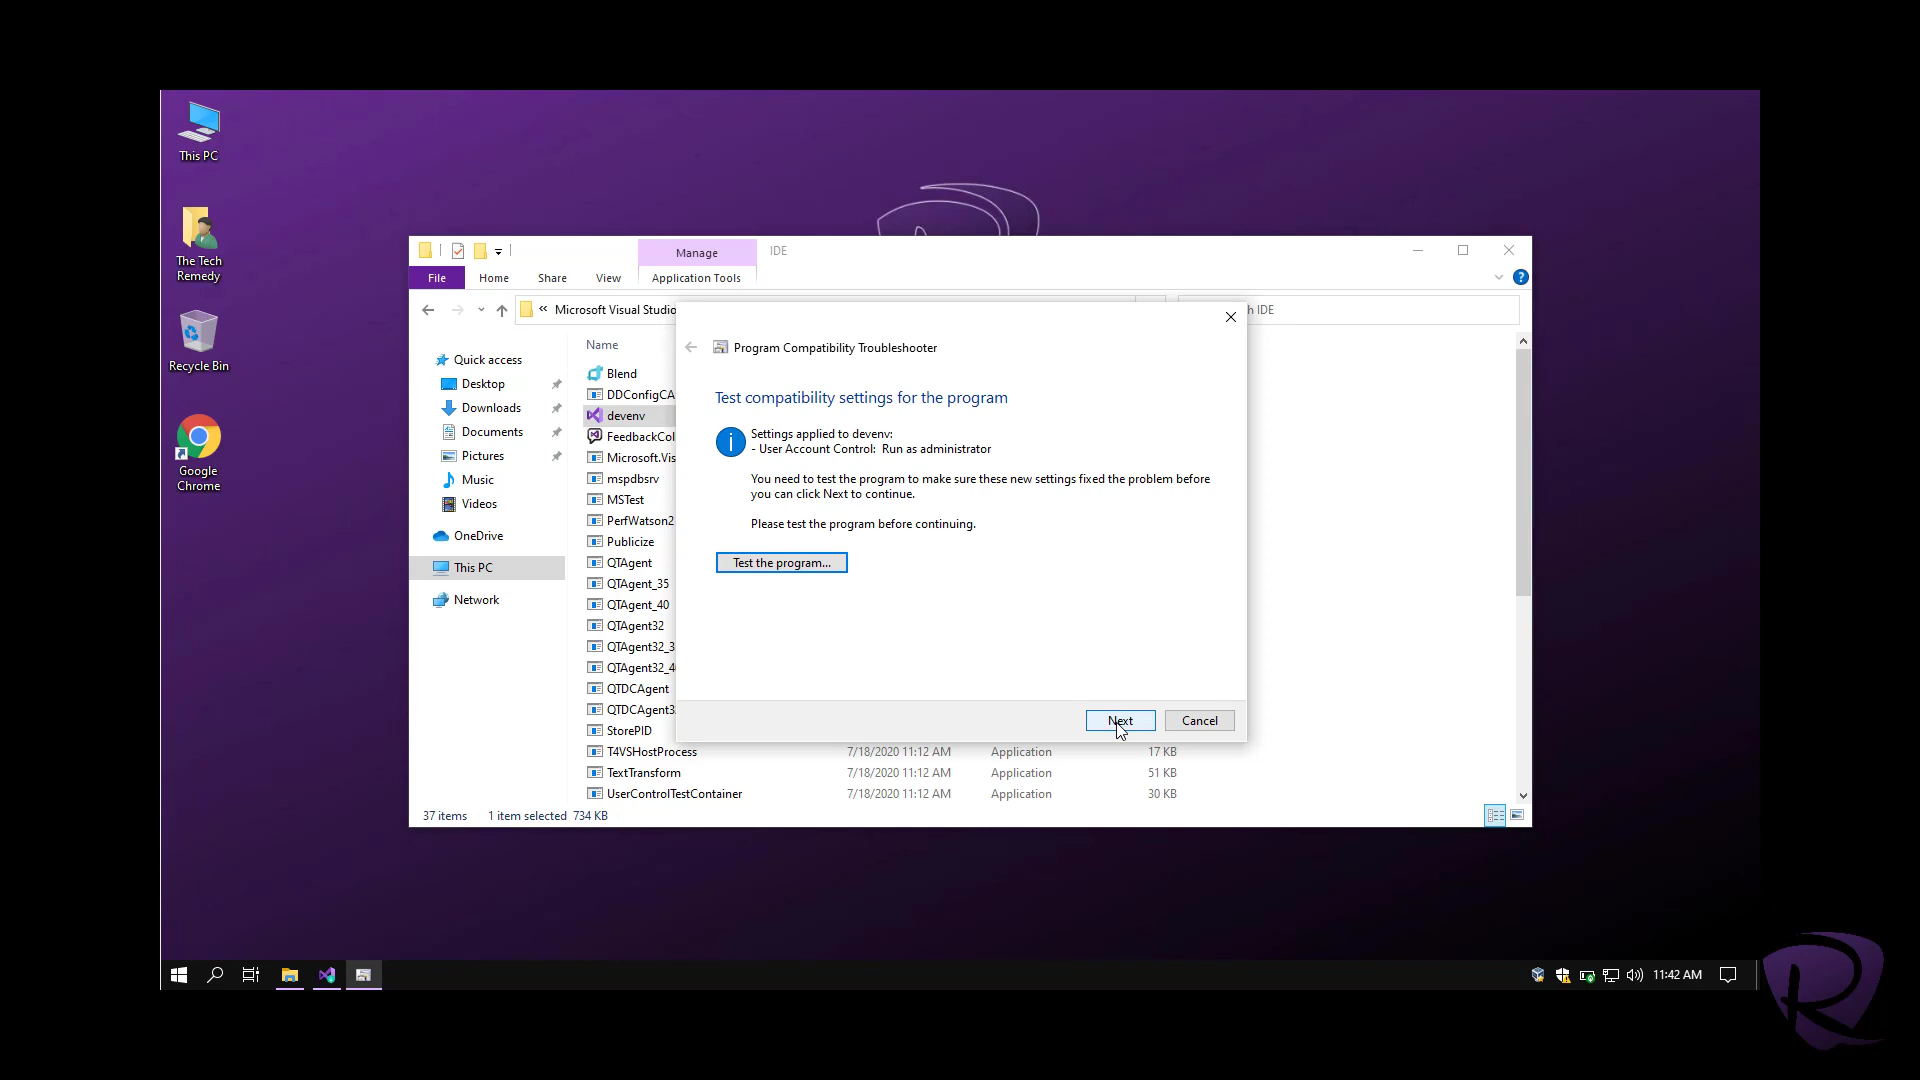 This PC
The Tech
Remedy
Recycle Bin
Google
Chrome
Manage
IDE
File
Home
Share
View
Application Tools
?
« Microsoft Visual Studio
h IDE
Quick access
Desktop
Downloads
Documents
Pictures
Music
Videos
OneDrive
This PC
Network
Name
Blend
DDConfigCA
devenv
FeedbackCol
Microsoft.Vis
mspdbsrv
MSTest
PerfWatson2
Publicize
QTAgent
QTAgent_35
QTAgent_40
QTAgent32
QTAgent32_3
QTAgent32_4
QTDCAgent
QTDCAgent3
StorePID
T4VSHostProcess 7/18/2020 11:12 AM Application 17 KB
TextTransform 7/18/2020 11:12 AM Application 51 KB
UserControlTestContainer 7/18/2020 11:12 AM Application 30 KB
37 items 1 item selected 734 KB
Program Compatibility Troubleshooter
Test compatibility settings for the program
Settings applied to devenv:
- User Account Control: Run as administrator
You need to test the program to make sure these new settings fixed the problem before
you can click Next to continue.
Please test the program before continuing.
Test the program...
Next
Cancel
11:42 AM
R